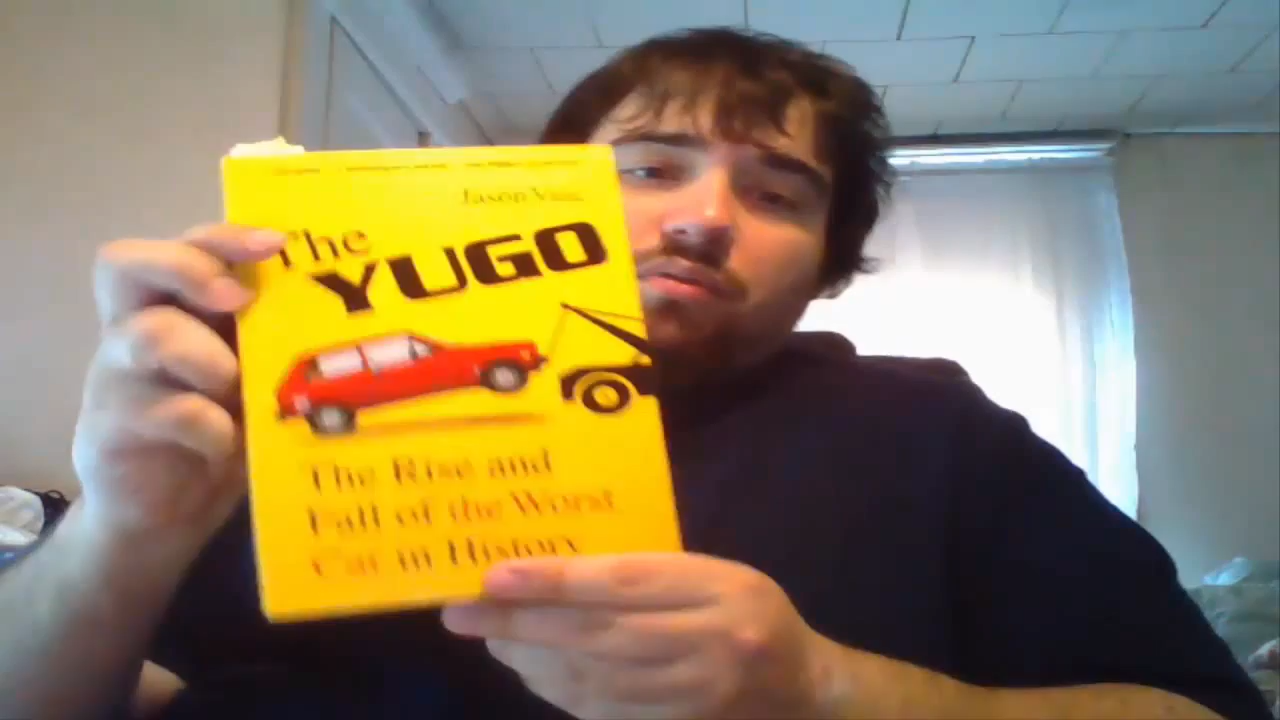 Jason Vuic
The
YUGO
The Rise and
Fall of the Worst
Car in History